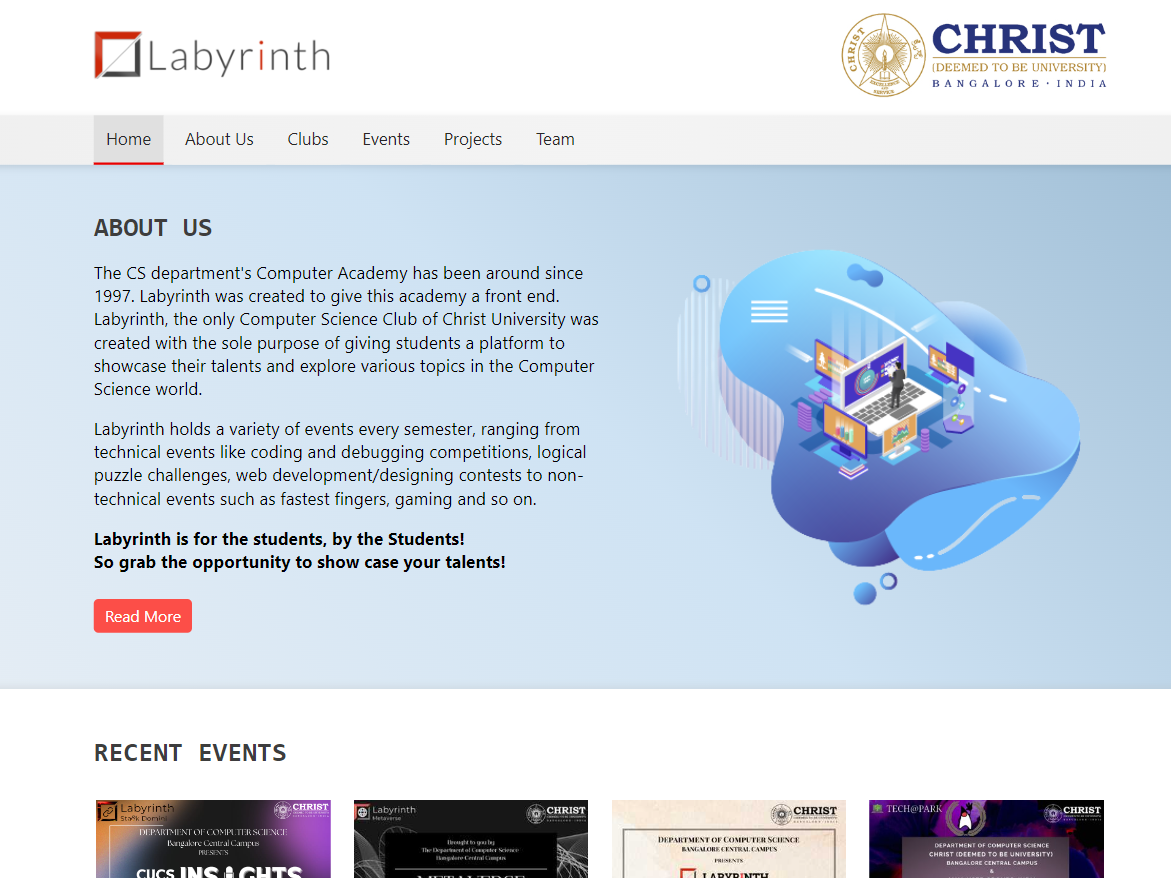 Labyrinth
CHRIST
(DEEMED TO BE UNIVERSITY)
BANGALORE · INDIA
CHRIST
EXCELLENCE
AND
SERVICE
Home
About Us
Clubs
Events
Projects
Team
ABOUT US
The CS department's Computer Academy has been around since
1997. Labyrinth was created to give this academy a front end.
Labyrinth, the only Computer Science Club of Christ University was
created with the sole purpose of giving students a platform to
showcase their talents and explore various topics in the Computer
Science world.
Labyrinth holds a variety of events every semester, ranging from
technical events like coding and debugging competitions, logical
puzzle challenges, web development/designing contests to non-
technical events such as fastest fingers, gaming and so on.
Labyrinth is for the students, by the Students!
So grab the opportunity to show case your talents!
Read More
RECENT EVENTS
Labyrinth
CHRIST
DEPARTMENT OF COMPUTER SCIENCE
Bangalore Central Campus
PRESENTS
CUCS INSIGHTS
Labyrinth
Metaverse
CHRIST
Brought to you by
The Department of Computer Science
Bangalore Central Campus
METAVERSE
CHRIST
DEPARTMENT OF COMPUTER SCIENCE
BANGALORE CENTRAL CAMPUS
PRESENTS
LABYRINTH
TECH@PARK
CHRIST
DEPARTMENT OF COMPUTER SCIENCE
CHRIST (DEEMED TO BE UNIVERSITY)
BANGALORE CENTRAL CAMPUS
&